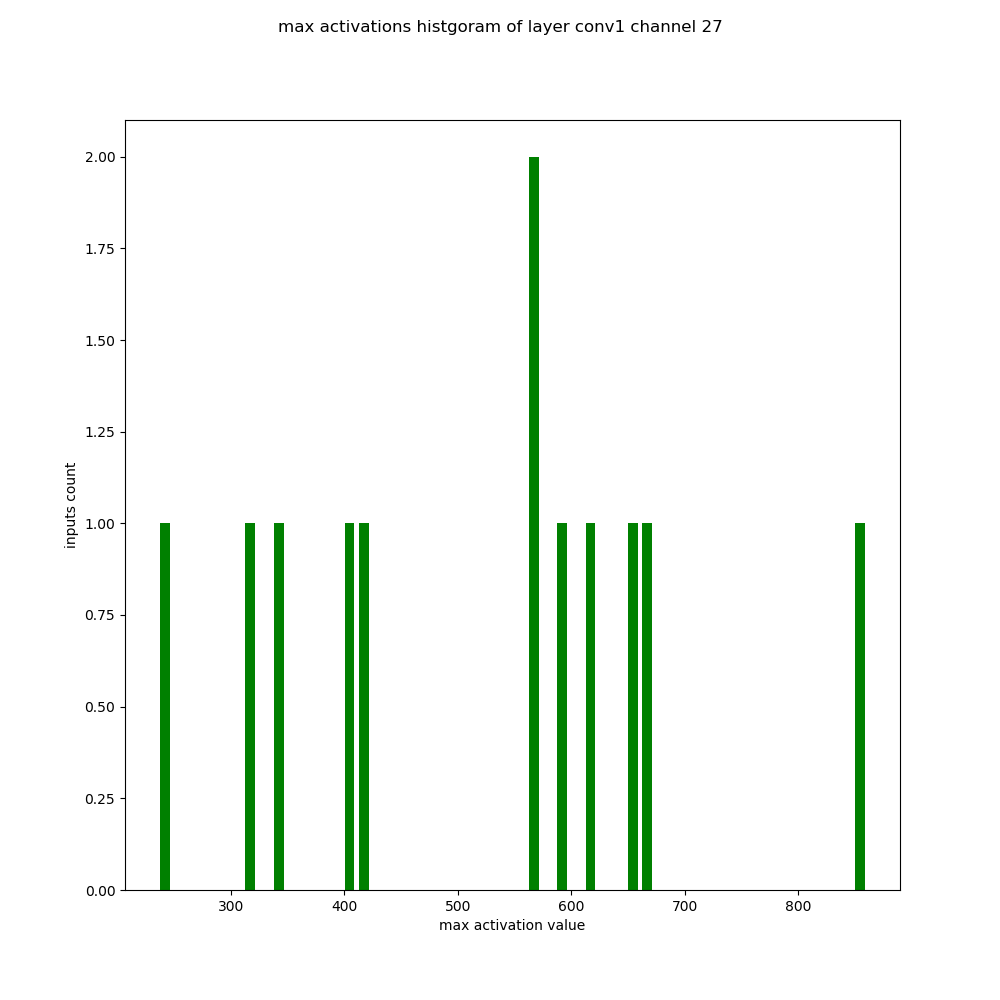 max activations histgoram of layer conv1 channel 27
2.00
1.75
1.50
1.25
1.00
0.75
0.50
0.25
0.00
inputs count
300 400 500 600 700 800
max activation value